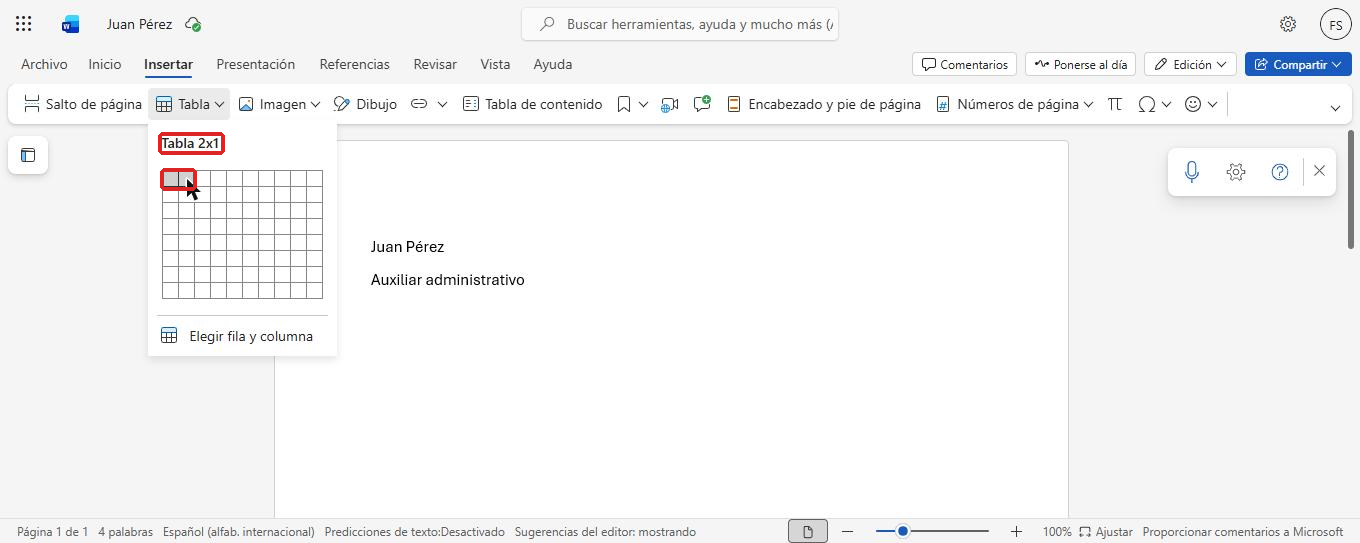 Juan Pérez
Buscar herramientas, ayuda y mucho más (
FS
Archivo Inicio Insertar Presentación Referencias Revisar Vista Ayuda Comentarios Ponerse al día Edición Compartir
Salto de página Tabla Imagen Dibujo Tabla de contenido Encabezado y pie de página Números de página
Tabla 2x1
Elegir fila y columna
Juan Pérez
Auxiliar administrativo
Página 1 de 1 4 palabras Español (alfab. internacional) Predicciones de texto:Desactivado Sugerencias del editor: mostrando 100% Ajustar Proporcionar comentarios a Microsoft